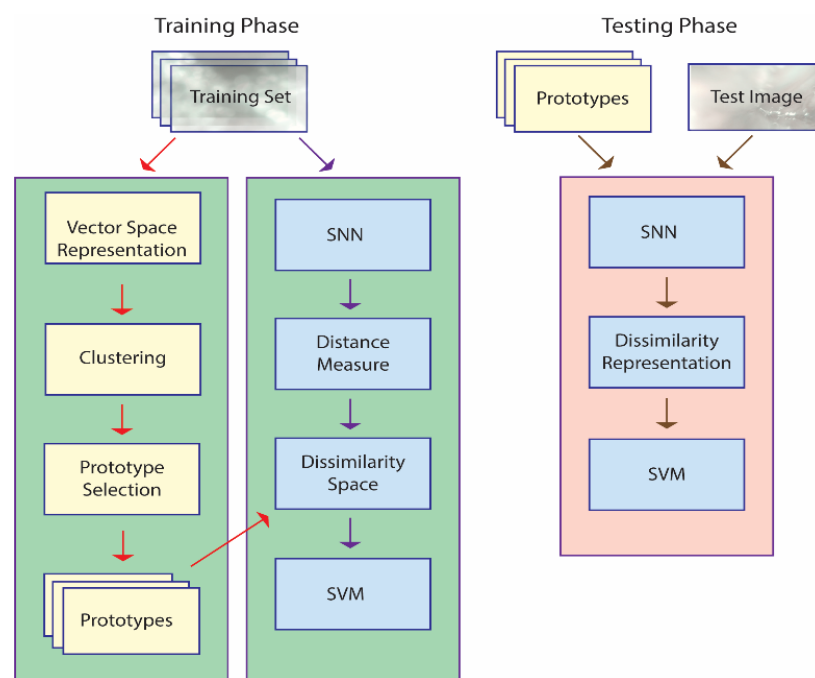 Training Phase
Training Set
Vector Space
Representation
Clustering
Prototype
Selection
Prototypes
SNN
Distance
Measure
Dissimilarity
Space
SVM
Testing Phase
Prototypes
Test Image
SNN
Dissimilarity
Representation
SVM